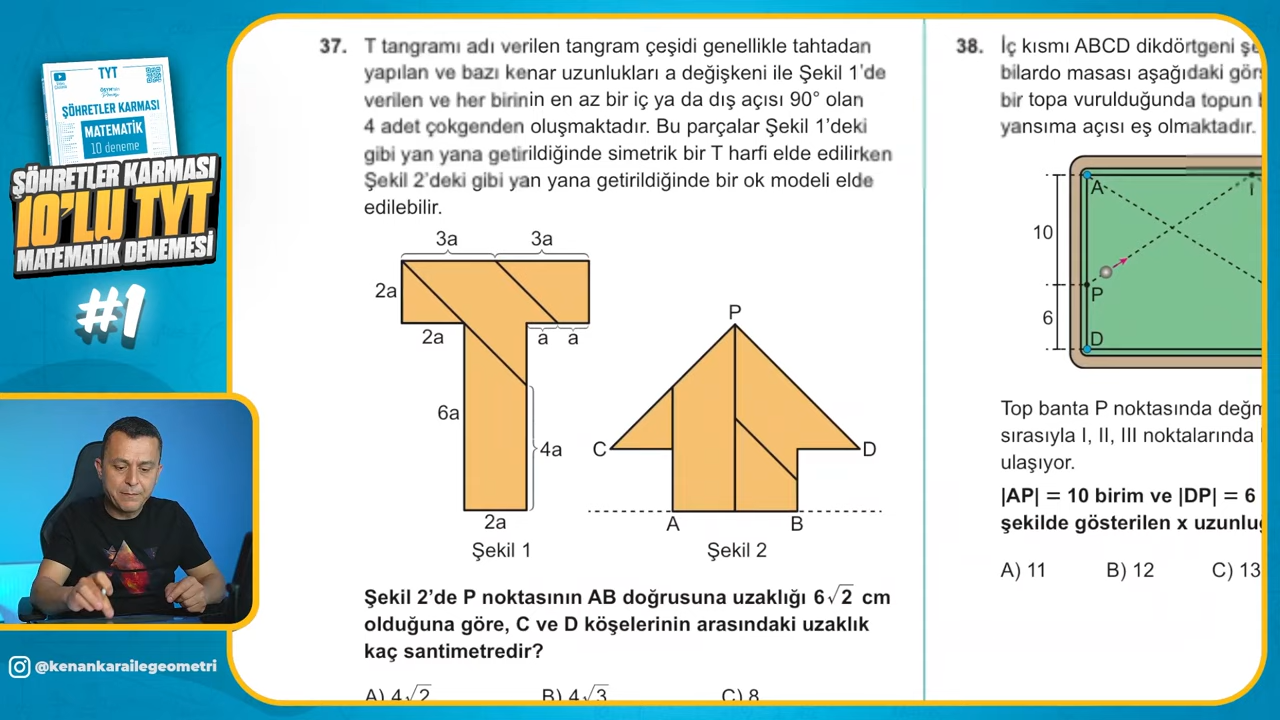 TYT
ŞÖHRETLER KARMASI
MATEMATİK
10 deneme
ŞÖHRETLER KARMASI
10'LU TYT
MATEMATİK DENEMESİ
#1
@kenankarailegeometri
37. T tangramı adı verilen tangram çeşidi genellikle tahtadan
yapılan ve bazı kenar uzunlukları a değişkeni ile Şekil 1'de
verilen ve her birinin en az bir iç ya da dış açısı 90° olan
4 adet çokgenden oluşmaktadır. Bu parçalar Şekil 1'deki
gibi yan yana getirildiğinde simetrik bir T harfi elde edilirken
Şekil 2'deki gibi yan yana getirildiğinde bir ok modeli elde
edilebilir.
3a 3a
2a
2a a a
6a
4a
2a
Şekil 1
P
C D
A B
Şekil 2
Şekil 2'de P noktasının AB doğrusuna uzaklığı 6√2 cm
olduğuna göre, C ve D köşelerinin arasındaki uzaklık
kaç santimetredir?
A) 4√2 B) 4√3 C) 8
38. İç kısmı ABCD dikdörtgeni
bilardo masası aşağıdaki
bir topa vurulduğunda topun
yansıma açısı eş olmaktadır.
A I
10
P
6
D
Top banta P noktasında
sırasıyla I, II, III noktalarında
ulaşıyor.
|AP| = 10 birim ve |DP| = 6
şekilde gösterilen x
A) 11 B) 12 C) 13